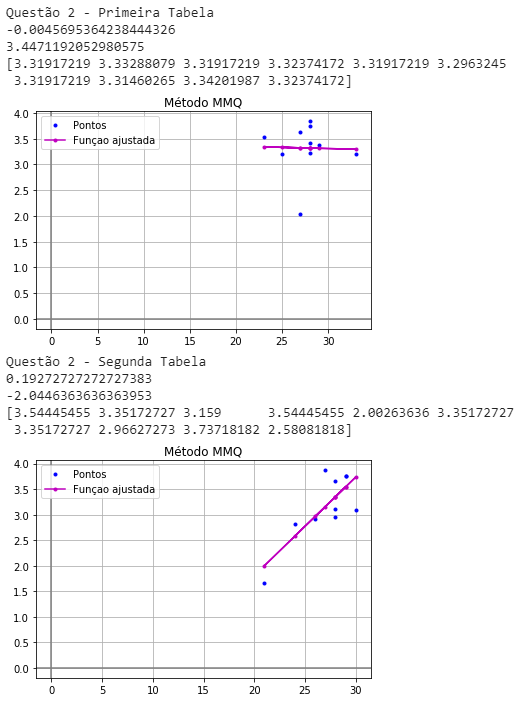 Questão 2 - Primeira Tabela
-0.0045695364238444326
3.4471192052980575
[3.31917219 3.33288079 3.31917219 3.32374172 3.31917219 3.2963245
3.31917219 3.31460265 3.34201987 3.32374172]
Método MMQ
Pontos
Funçao ajustada
4.0
3.5
3.0
2.5
2.0
1.5
1.0
0.5
0.0
0 5 10 15 20 25 30
Questão 2 - Segunda Tabela
0.19272727272727383
-2.0446363636363953
[3.54445455 3.35172727 3.159 3.54445455 2.00263636 3.35172727
3.35172727 2.96627273 3.73718182 2.58081818]
Método MMQ
Pontos
Funçao ajustada
4.0
3.5
3.0
2.5
2.0
1.5
1.0
0.5
0.0
0 5 10 15 20 25 30